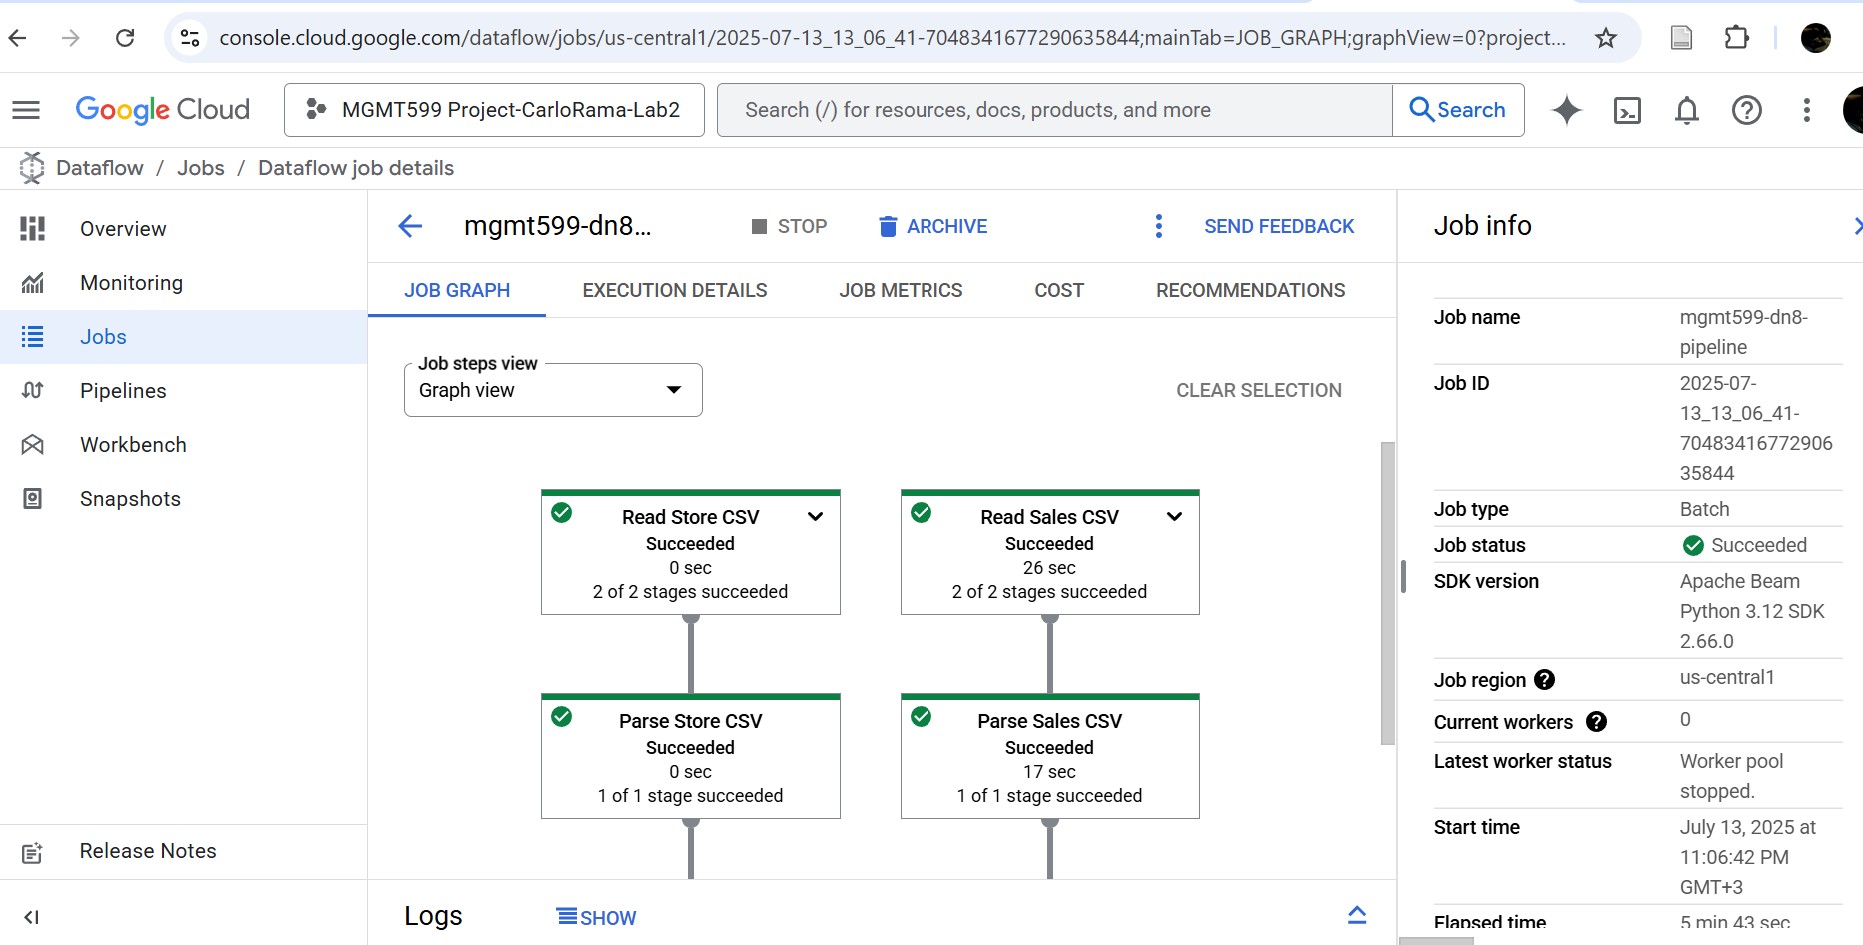 console.cloud.google.com/dataflow/jobs/us-central1/2025-07-13_13_06_41-7048341677290635844;mainTab=JOB_GRAPH;graphView=0?project...
Google Cloud
MGMT599 Project-CarloRama-Lab2
Search (/) for resources, docs, products, and more
Search
Dataflow / Jobs / Dataflow job details
Overview
Monitoring
Jobs
Pipelines
Workbench
Snapshots
Release Notes
mgmt599-dn8...
STOP
ARCHIVE
SEND FEEDBACK
JOB GRAPH
EXECUTION DETAILS
JOB METRICS
COST
RECOMMENDATIONS
Job steps view
Graph view
CLEAR SELECTION
Read Store CSV
Succeeded
0 sec
2 of 2 stages succeeded
Read Sales CSV
Succeeded
26 sec
2 of 2 stages succeeded
Parse Store CSV
Succeeded
0 sec
1 of 1 stage succeeded
Parse Sales CSV
Succeeded
17 sec
1 of 1 stage succeeded
Logs
SHOW
Job info
Job name
mgmt599-dn8-
pipeline
Job ID
2025-07-
13_13_06_41-
70483416772906
35844
Job type
Batch
Job status
Succeeded
SDK version
Apache Beam
Python 3.12 SDK
2.66.0
Job region
us-central1
Current workers
0
Latest worker status
Worker pool
stopped.
Start time
July 13, 2025 at
11:06:42 PM
GMT+3
Elapsed time
5 min 43 sec